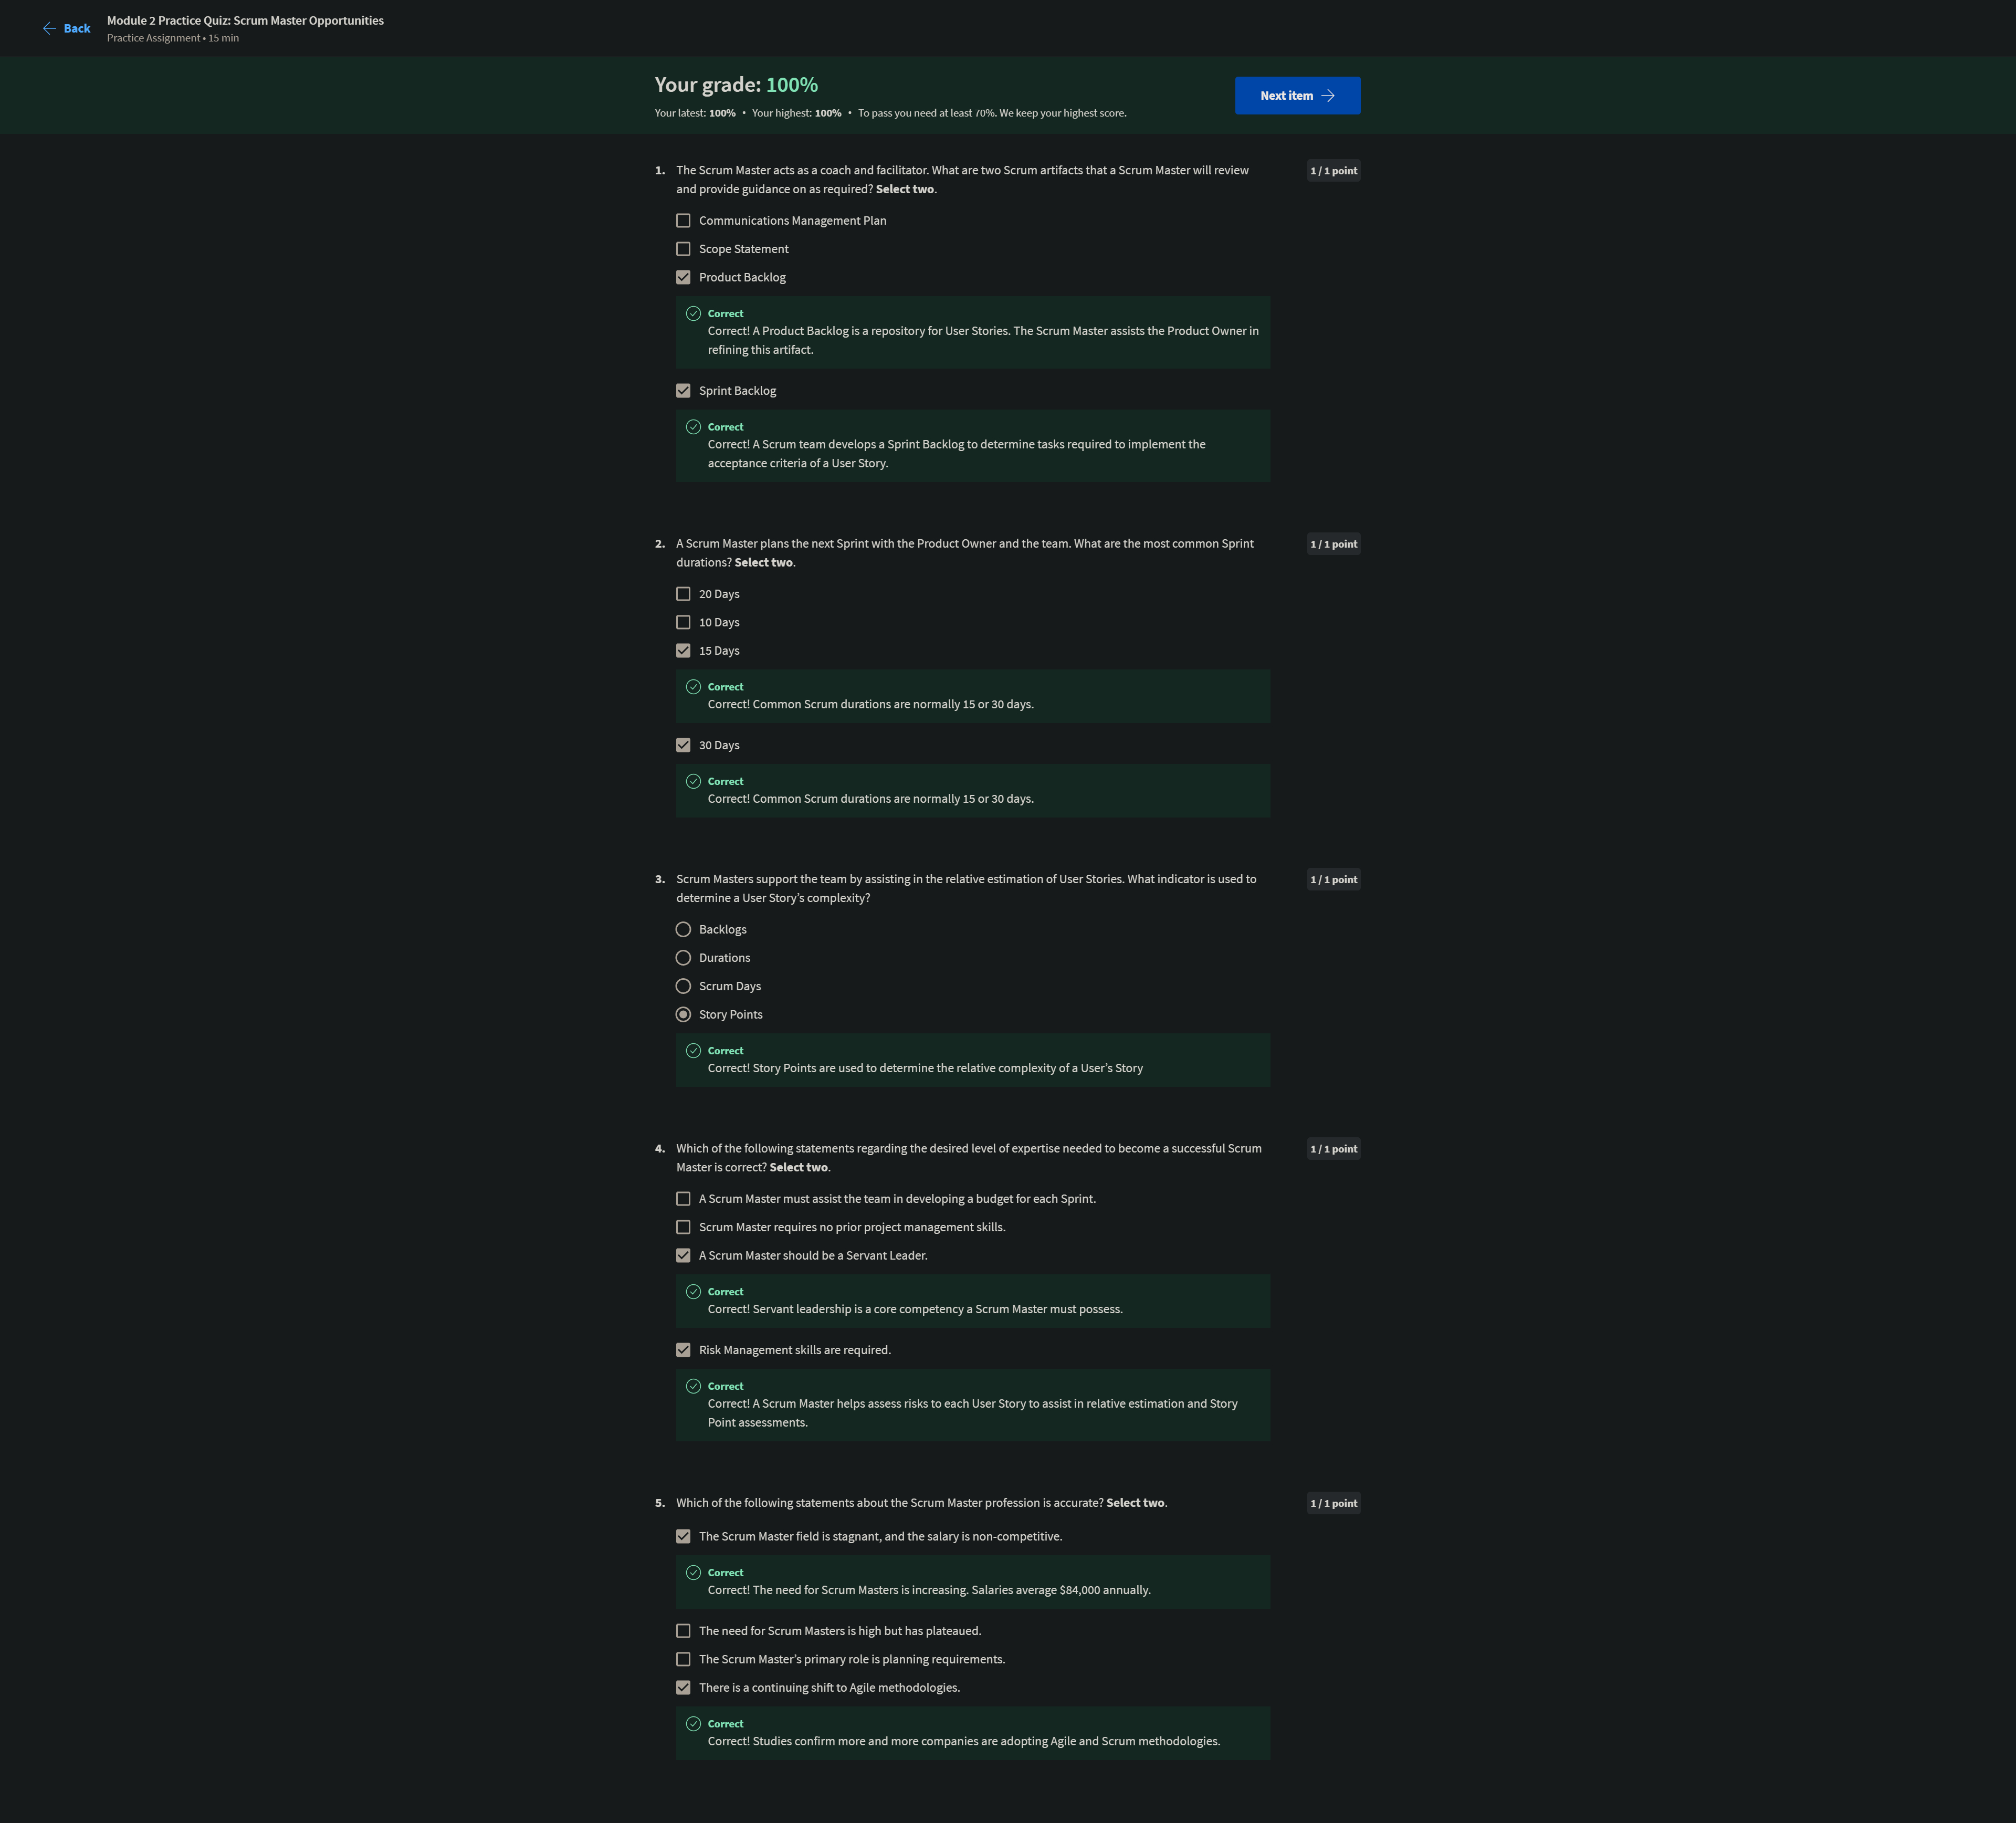 Back
Module 2 Practice Quiz: Scrum Master Opportunities
Practice Assignment • 15 min
Your grade: 100%
Your latest: 100% • Your highest: 100% • To pass you need at least 70%. We keep your highest score.
Next item
1. The Scrum Master acts as a coach and facilitator. What are two Scrum artifacts that a Scrum Master will review
and provide guidance on as required? Select two.
1 / 1 point
Communications Management Plan
Scope Statement
Product Backlog
Correct
Correct! A Product Backlog is a repository for User Stories. The Scrum Master assists the Product Owner in
refining this artifact.
Sprint Backlog
Correct
Correct! A Scrum team develops a Sprint Backlog to determine tasks required to implement the
acceptance criteria of a User Story.
2. A Scrum Master plans the next Sprint with the Product Owner and the team. What are the most common Sprint
durations? Select two.
1 / 1 point
20 Days
10 Days
15 Days
Correct
Correct! Common Scrum durations are normally 15 or 30 days.
30 Days
Correct
Correct! Common Scrum durations are normally 15 or 30 days.
3. Scrum Masters support the team by assisting in the relative estimation of User Stories. What indicator is used to
determine a User Story’s complexity?
1 / 1 point
Backlogs
Durations
Scrum Days
Story Points
Correct
Correct! Story Points are used to determine the relative complexity of a User’s Story
4. Which of the following statements regarding the desired level of expertise needed to become a successful Scrum
Master is correct? Select two.
1 / 1 point
A Scrum Master must assist the team in developing a budget for each Sprint.
Scrum Master requires no prior project management skills.
A Scrum Master should be a Servant Leader.
Correct
Correct! Servant leadership is a core competency a Scrum Master must possess.
Risk Management skills are required.
Correct
Correct! A Scrum Master helps assess risks to each User Story to assist in relative estimation and Story
Point assessments.
5. Which of the following statements about the Scrum Master profession is accurate? Select two.
1 / 1 point
The Scrum Master field is stagnant, and the salary is non-competitive.
Correct
Correct! The need for Scrum Masters is increasing. Salaries average $84,000 annually.
The need for Scrum Masters is high but has plateaued.
The Scrum Master’s primary role is planning requirements.
There is a continuing shift to Agile methodologies.
Correct
Correct! Studies confirm more and more companies are adopting Agile and Scrum methodologies.